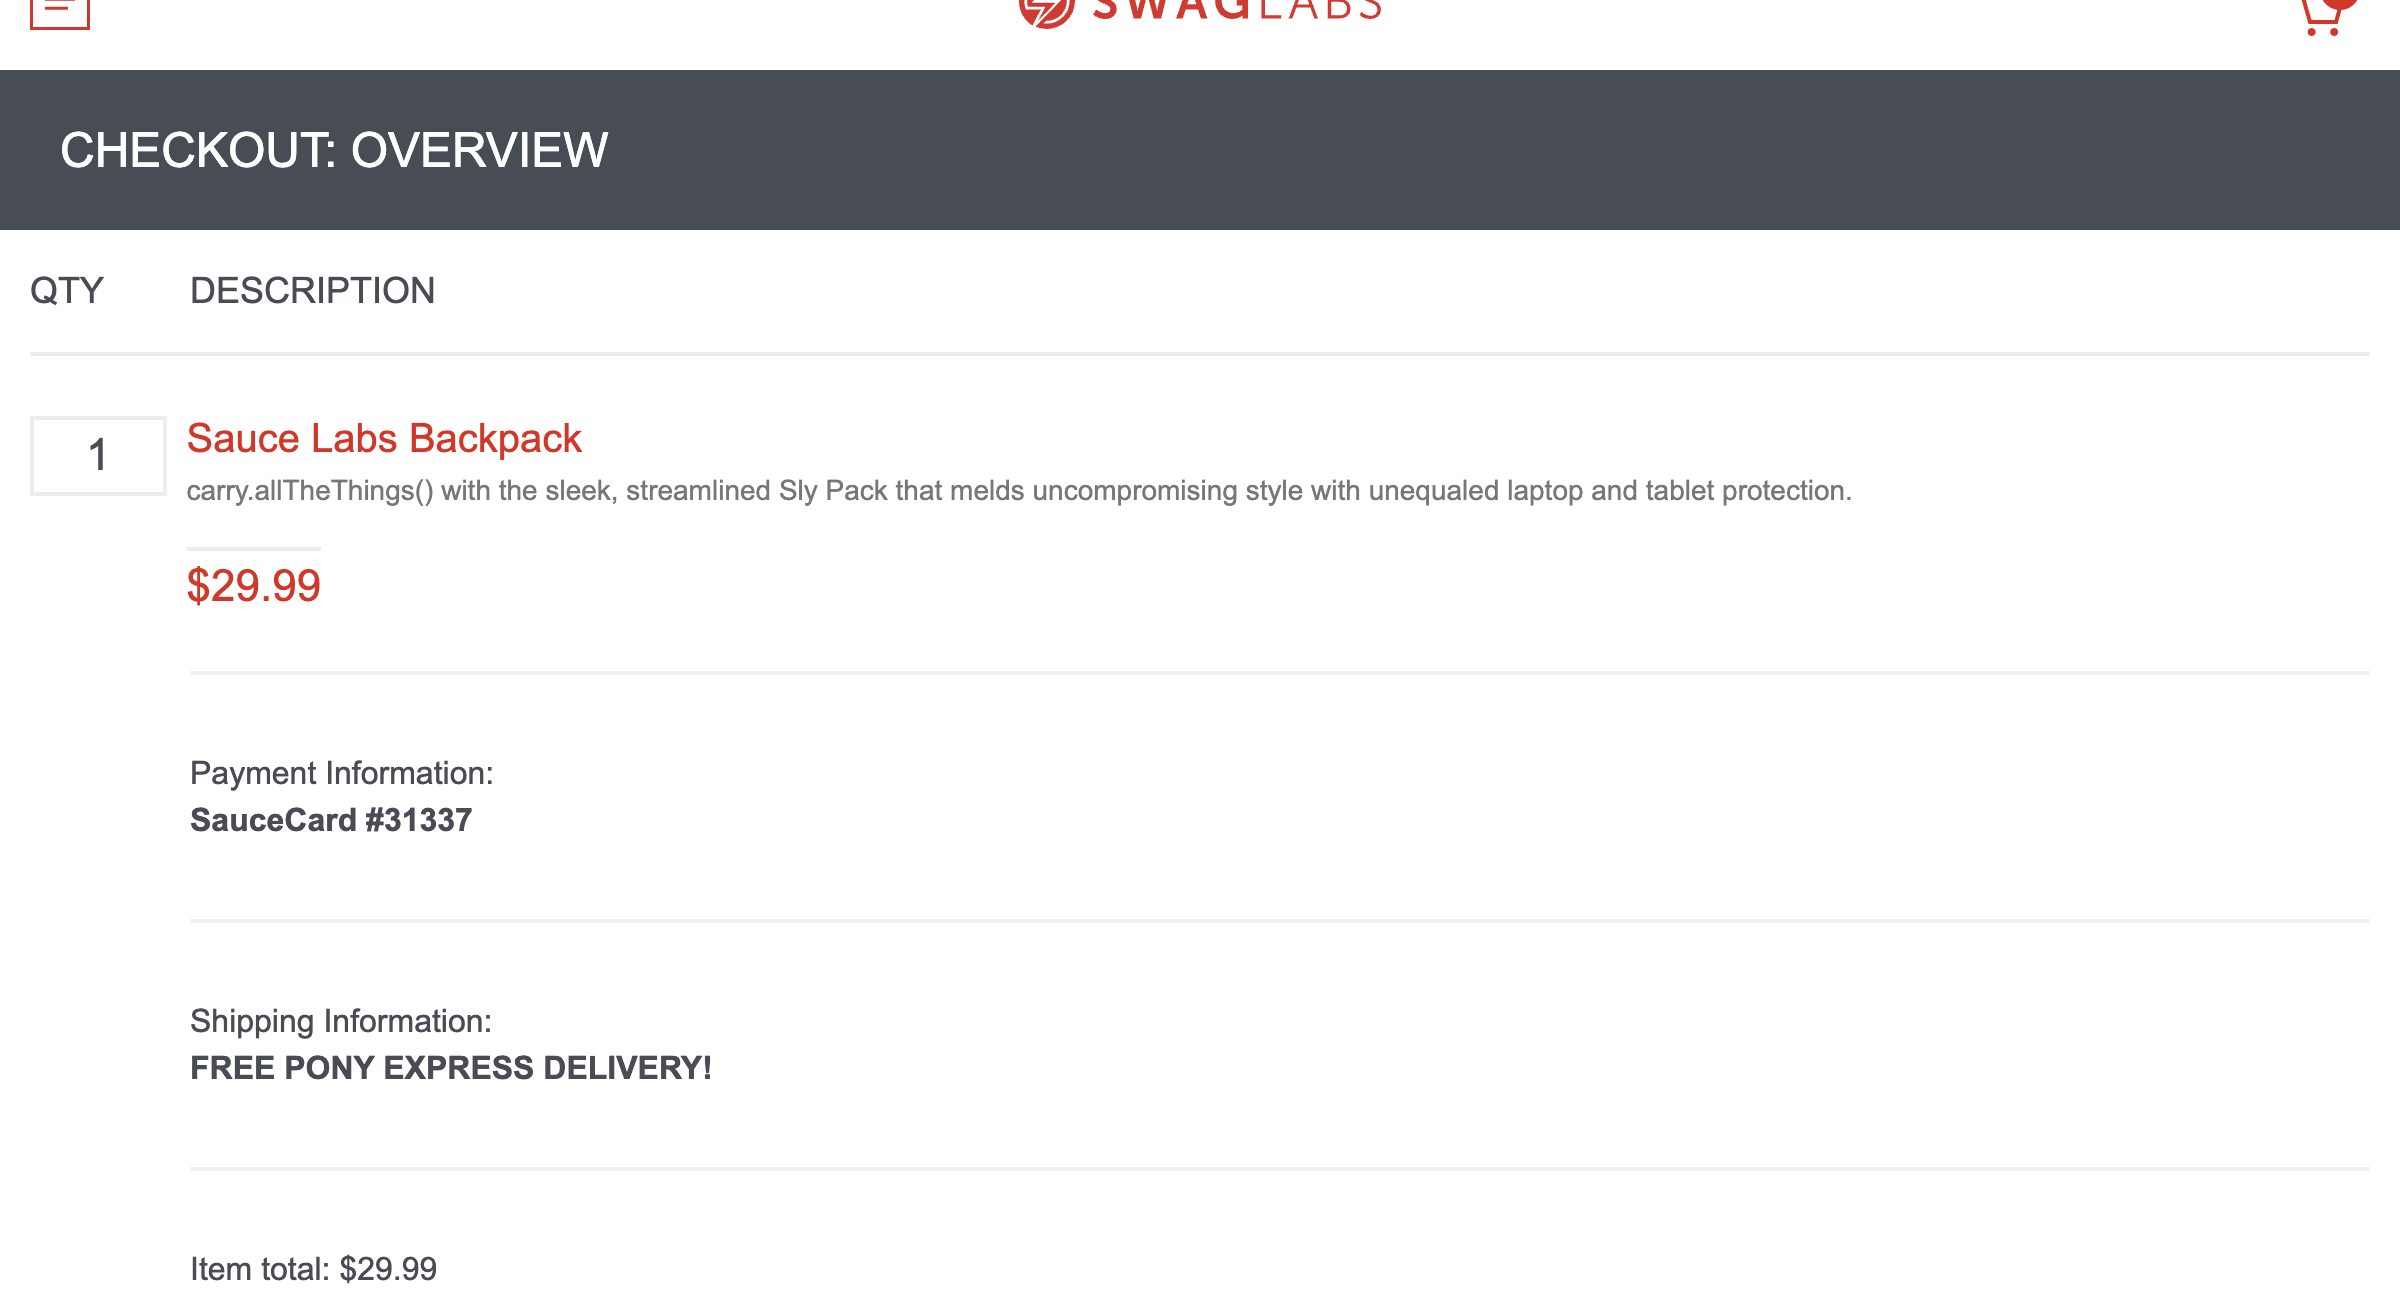 SWAGLABS
CHECKOUT: OVERVIEW
QTY DESCRIPTION
1 Sauce Labs Backpack
carry.allTheThings() with the sleek, streamlined Sly Pack that melds uncompromising style with unequaled laptop and tablet protection.
$29.99
Payment Information:
SauceCard #31337
Shipping Information:
FREE PONY EXPRESS DELIVERY!
Item total: $29.99